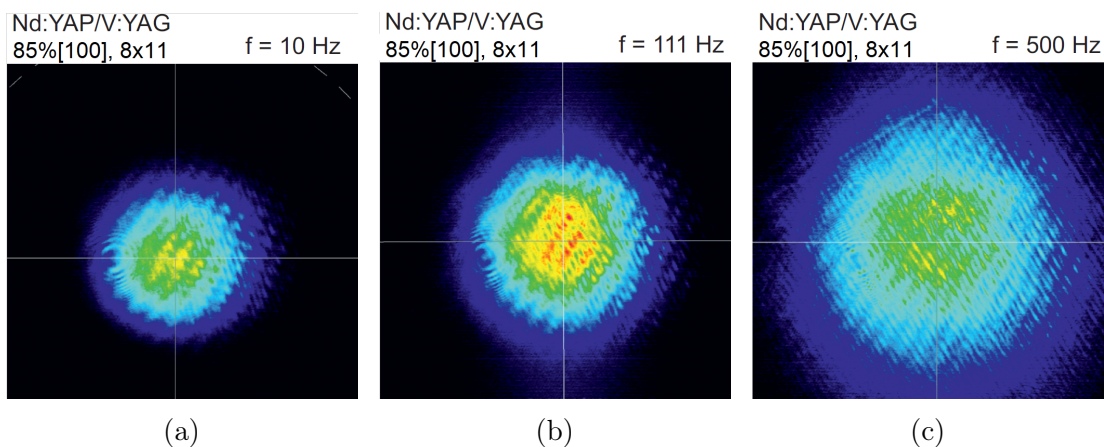 Nd:YAP/V:YAG
85%[100], 8x11 f = 10 Hz
Nd:YAP/V:YAG
85%[100], 8x11 f = 111 Hz
Nd:YAP/V:YAG
85%[100], 8x11 f = 500 Hz
(a)
(b)
(c)